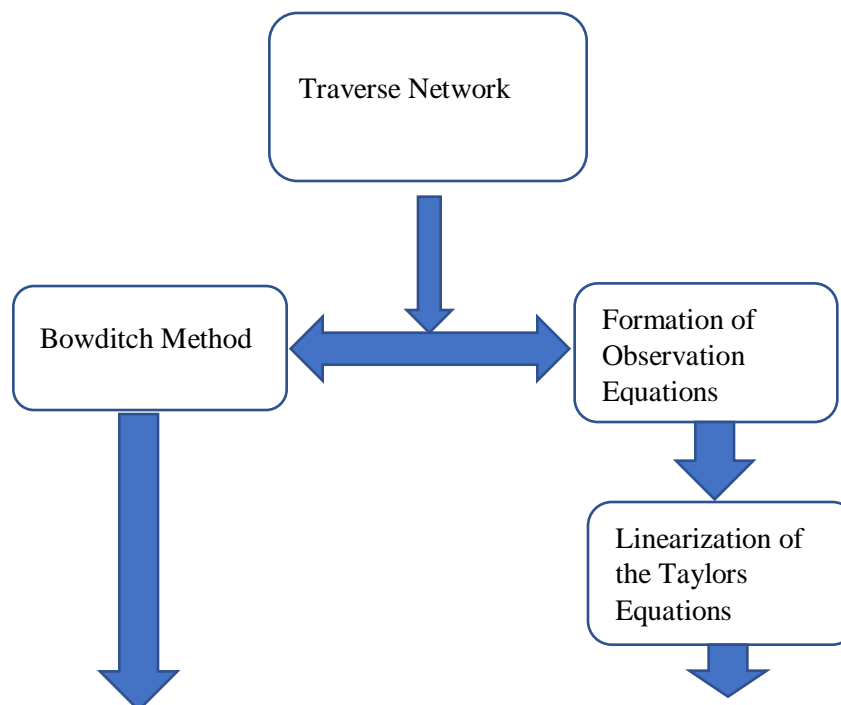 Traverse Network
Bowditch Method
Formation of
Observation
Equations
Linearization of
the Taylors
Equations